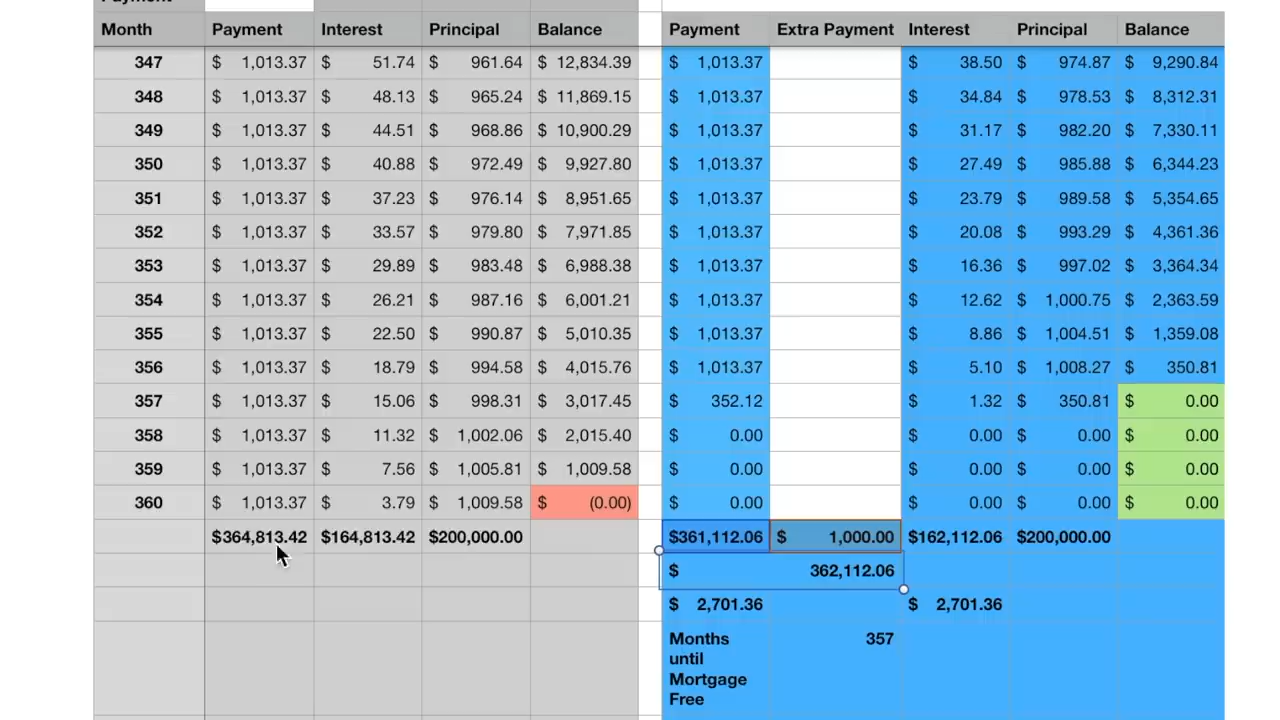 Month Payment Interest Principal Balance Payment Extra Payment Interest Principal Balance
347 $ 1,013.37 $ 51.74 $ 961.64 $ 12,834.39 $ 1,013.37 $ 38.50 $ 974.87 $ 9,290.84
348 $ 1,013.37 $ 48.13 $ 965.24 $ 11,869.15 $ 1,013.37 $ 34.84 $ 978.53 $ 8,312.31
349 $ 1,013.37 $ 44.51 $ 968.86 $ 10,900.29 $ 1,013.37 $ 31.17 $ 982.20 $ 7,330.11
350 $ 1,013.37 $ 40.88 $ 972.49 $ 9,927.80 $ 1,013.37 $ 27.49 $ 985.88 $ 6,344.23
351 $ 1,013.37 $ 37.23 $ 976.14 $ 8,951.65 $ 1,013.37 $ 23.79 $ 989.58 $ 5,354.65
352 $ 1,013.37 $ 33.57 $ 979.80 $ 7,971.85 $ 1,013.37 $ 20.08 $ 993.29 $ 4,361.36
353 $ 1,013.37 $ 29.89 $ 983.48 $ 6,988.38 $ 1,013.37 $ 16.36 $ 997.02 $ 3,364.34
354 $ 1,013.37 $ 26.21 $ 987.16 $ 6,001.21 $ 1,013.37 $ 12.62 $ 1,000.75 $ 2,363.59
355 $ 1,013.37 $ 22.50 $ 990.87 $ 5,010.35 $ 1,013.37 $ 8.86 $ 1,004.51 $ 1,359.08
356 $ 1,013.37 $ 18.79 $ 994.58 $ 4,015.76 $ 1,013.37 $ 5.10 $ 1,008.27 $ 350.81
357 $ 1,013.37 $ 15.06 $ 998.31 $ 3,017.45 $ 352.12 $ 1.32 $ 350.81 $ 0.00
358 $ 1,013.37 $ 11.32 $ 1,002.06 $ 2,015.40 $ 0.00 $ 0.00 $ 0.00 $ 0.00
359 $ 1,013.37 $ 7.56 $ 1,005.81 $ 1,009.58 $ 0.00 $ 0.00 $ 0.00 $ 0.00
360 $ 1,013.37 $ 3.79 $ 1,009.58 $ (0.00) $ 0.00 $ 0.00 $ 0.00 $ 0.00
$364,813.42 $164,813.42 $200,000.00 $361,112.06 $ 1,000.00 $162,112.06 $200,000.00
$ 362,112.06
$ 2,701.36 $ 2,701.36
Months 357
until
Mortgage
Free